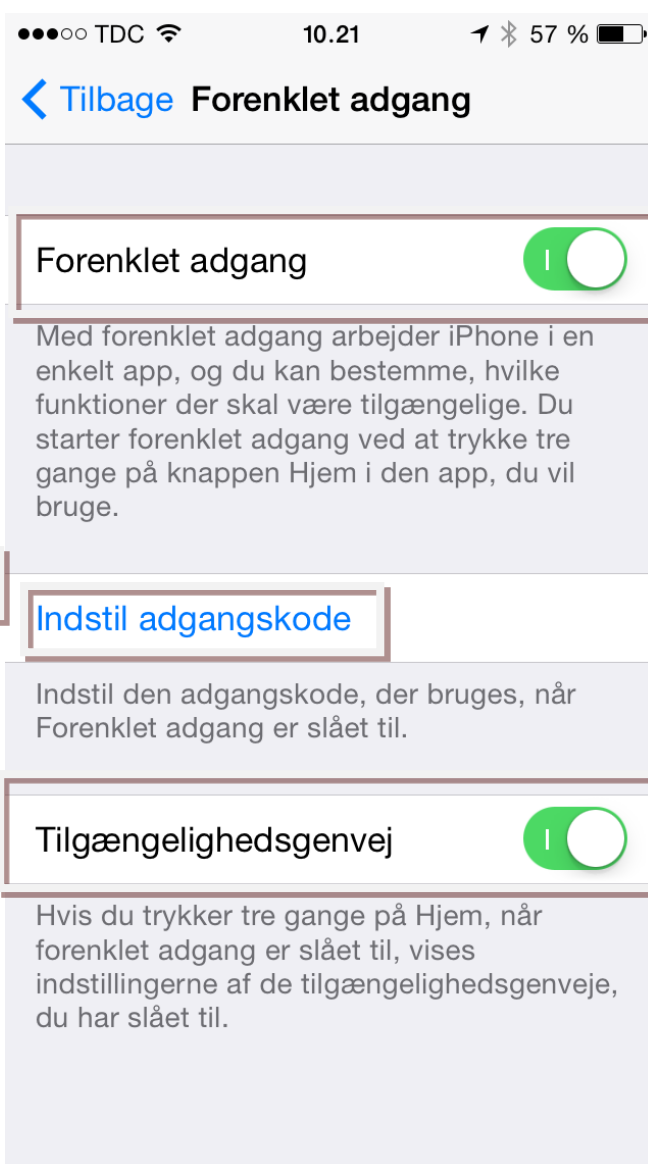 TDC 10.21 57 %
Tilbage Forenklet adgang
Forenklet adgang
Med forenklet adgang arbejder iPhone i en
enkelt app, og du kan bestemme, hvilke
funktioner der skal være tilgængelige. Du
starter forenklet adgang ved at trykke tre
gange på knappen Hjem i den app, du vil
bruge.
Indstil adgangskode
Indstil den adgangskode, der bruges, når
Forenklet adgang er slået til.
Tilgængelighedsgenvej
Hvis du trykker tre gange på Hjem, når
forenklet adgang er slået til, vises
indstillingerne af de tilgængelighedsgenveje,
du har slået til.